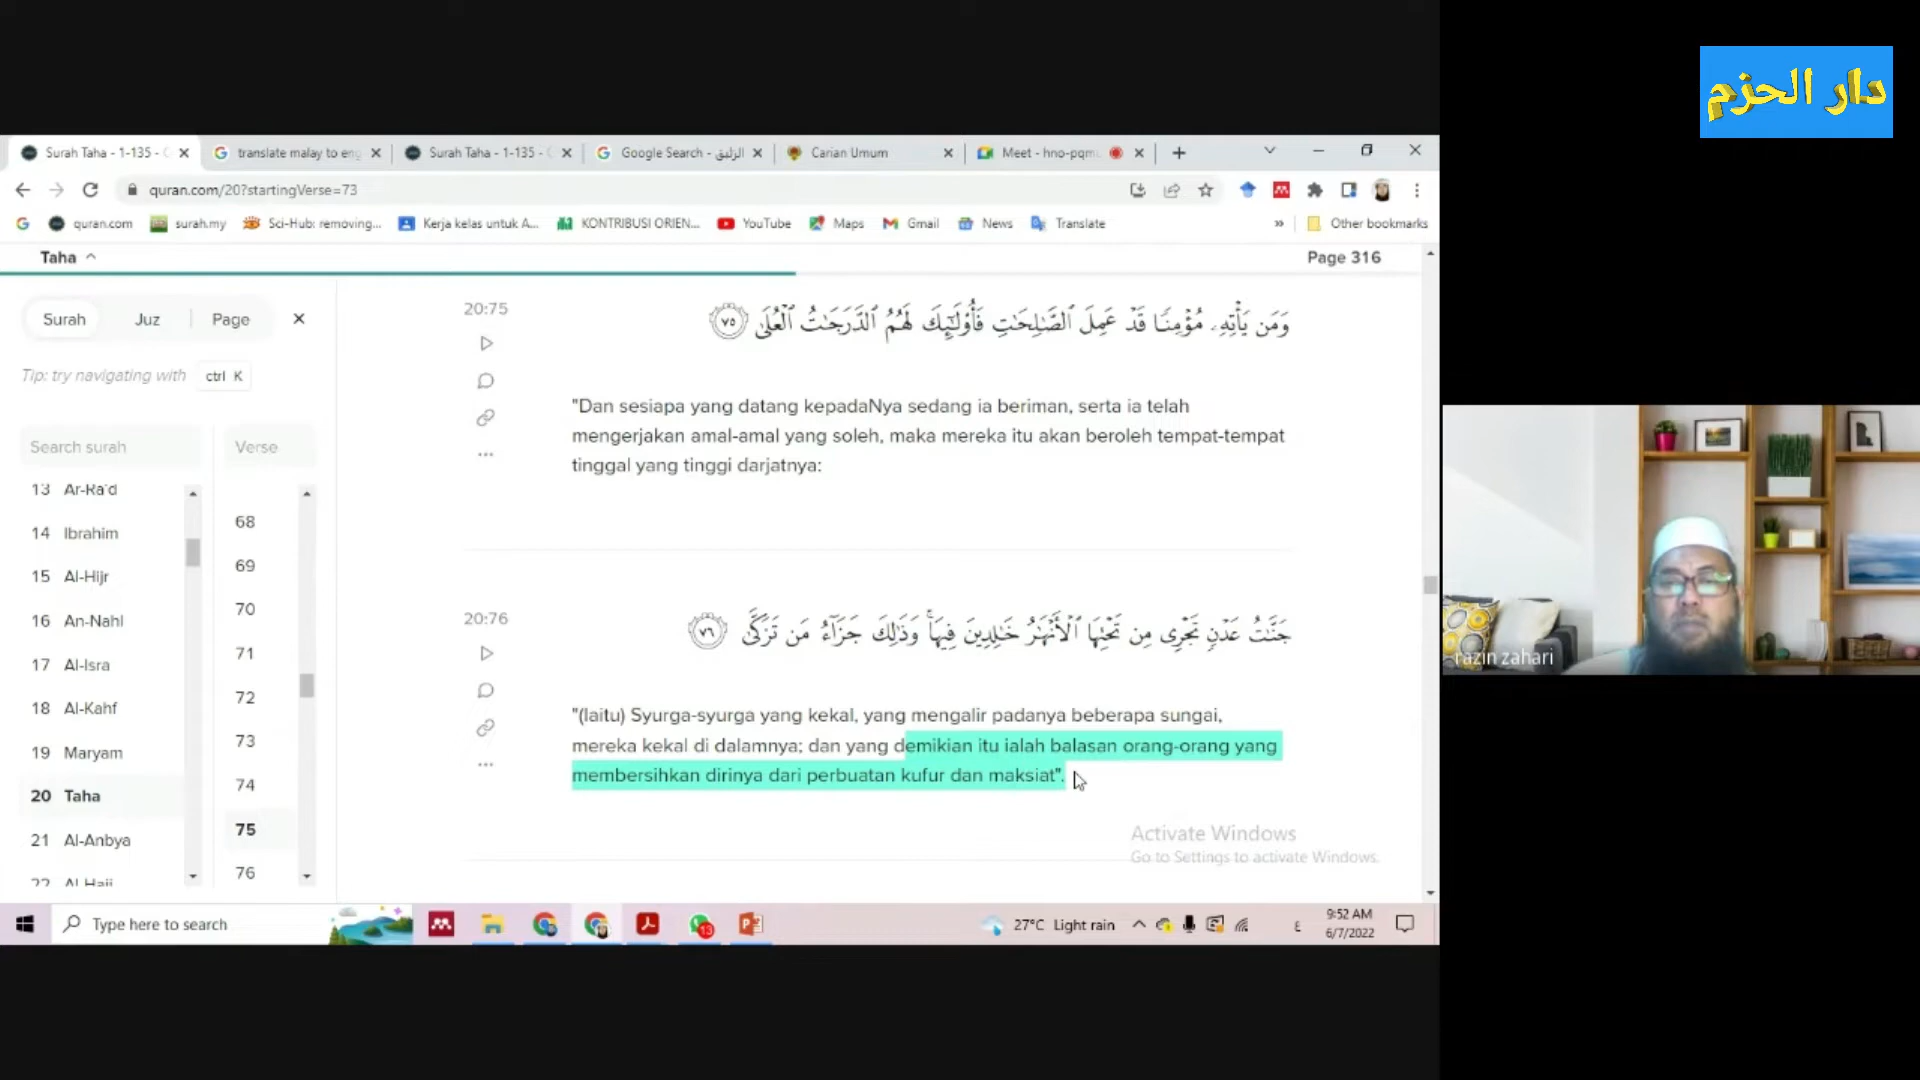 دار الحزم
Surah Taha - 1-135 -
translate malay to eng
Surah Taha - 1-135 -
Google Search - الزئبق
Carian Umum
Meet - hno-pqm
quran.com/20?startingVerse=73
quran.com
surah.my
Sci-Hub: removing...
Kerja kelas untuk A...
KONTRIBUSI ORIEN...
YouTube
Maps
Gmail
News
Translate
»
Other bookmarks
Taha
Page 316
Surah
Juz
Page
Tip: try navigating with ctrl K
Search surah
Verse
13 Ar-Ra'd
14 Ibrahim
15 Al-Hijr
16 An-Nahl
17 Al-Isra
18 Al-Kahf
19 Maryam
20 Taha
21 Al-Anbya
22 Al-Hajj
68
69
70
71
72
73
74
75
76
20:75
وَمَن يَأْتِهِۦ مُؤْمِنًا قَدْ عَمِلَ ٱلصَّـٰلِحَـٰتِ فَأُو۟لَـٰٓئِكَ لَهُمُ ٱلدَّرَجَـٰتُ ٱلْعُلَىٰ ٧٥
"Dan sesiapa yang datang kepadaNya sedang ia beriman, serta ia telah
mengerjakan amal-amal yang soleh, maka mereka itu akan beroleh tempat-tempat
tinggal yang tinggi darjatnya:
20:76
جَنَّـٰتُ عَدْنٍ تَجْرِى مِن تَحْتِهَا ٱلْأَنْهَـٰرُ خَـٰلِدِينَ فِيهَا ۚ وَذَٰلِكَ جَزَآءُ مَن تَزَكَّىٰ ٧٦
"(Iaitu) Syurga-syurga yang kekal, yang mengalir padanya beberapa sungai,
mereka kekal di dalamnya; dan yang demikian itu ialah balasan orang-orang yang
membersihkan dirinya dari perbuatan kufur dan maksiat".
Activate Windows
Go to Settings to activate Windows.
razin zahari
Type here to search
13
27°C Light rain
ع
9:52 AM
6/7/2022